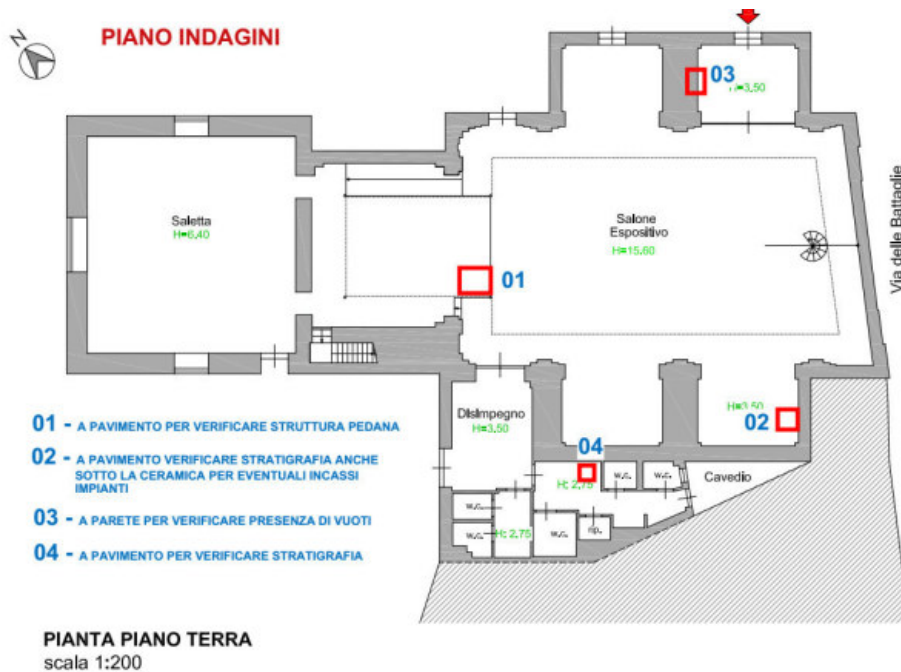 N
PIANO INDAGINI
03
H=3.50
Saletta
H=6.40
Salone
Espositivo
H=15.60
Via delle Battaglie
01
Disimpegno
H=3.50
H=3.50
02
04
H: 2.75
w.c.
w.c.
Cavedio
w.c.
w.c.
H: 2.75
w.c.
rip.
01 - A PAVIMENTO PER VERIFICARE STRUTTURA PEDANA
02 - A PAVIMENTO VERIFICARE STRATIGRAFIA ANCHE
SOTTO LA CERAMICA PER EVENTUALI INCASSI
IMPIANTI
03 - A PARETE PER VERIFICARE PRESENZA DI VUOTI
04 - A PAVIMENTO PER VERIFICARE STRATIGRAFIA
PIANTA PIANO TERRA
scala 1:200